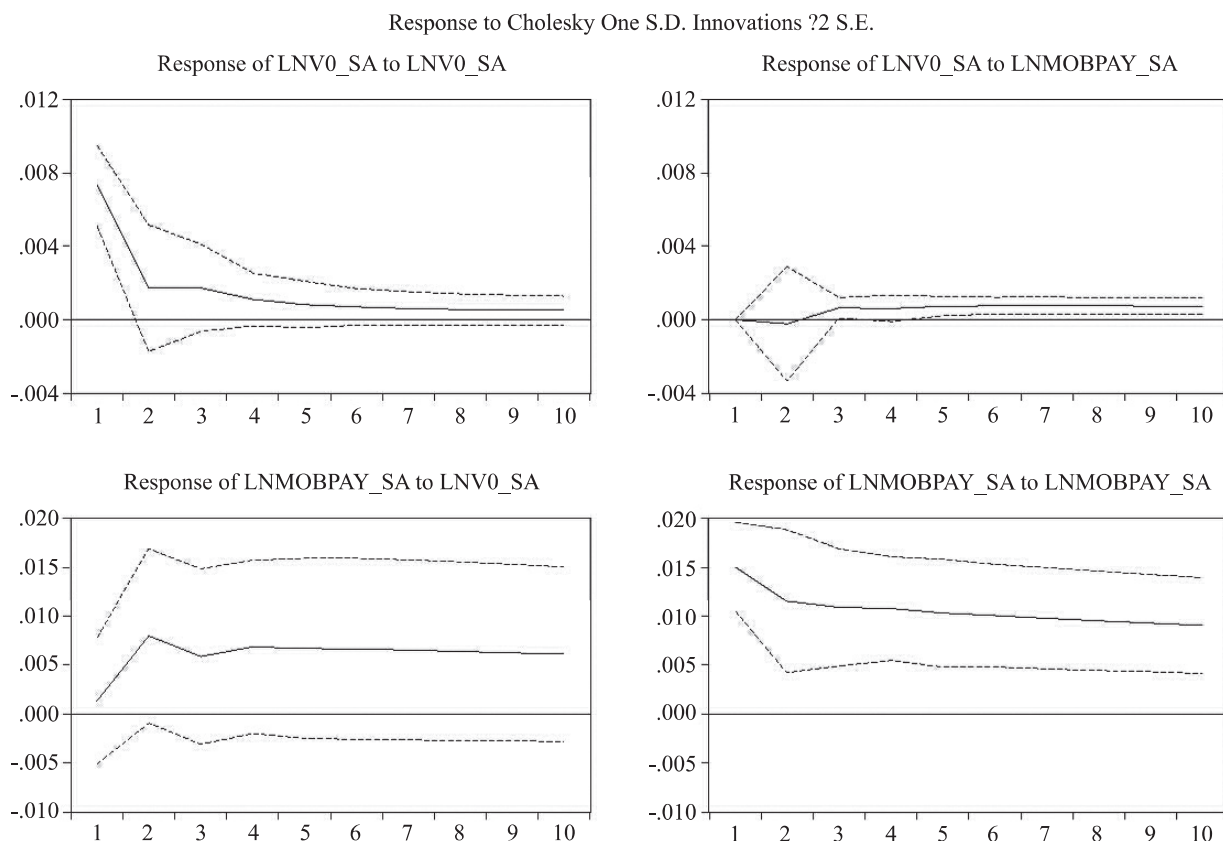 Response to Cholesky One S.D. Innovations ?2 S.E.
Response of LNV0_SA to LNV0_SA
.012
.008
.004
.000
-.004
1 2 3 4 5 6 7 8 9 10
Response of LNV0_SA to LNMOBPAY_SA
.012
.008
.004
.000
-.004
1 2 3 4 5 6 7 8 9 10
Response of LNMOBPAY_SA to LNV0_SA
.020
.015
.010
.005
.000
-.005
-.010
1 2 3 4 5 6 7 8 9 10
Response of LNMOBPAY_SA to LNMOBPAY_SA
.020
.015
.010
.005
.000
-.005
-.010
1 2 3 4 5 6 7 8 9 10